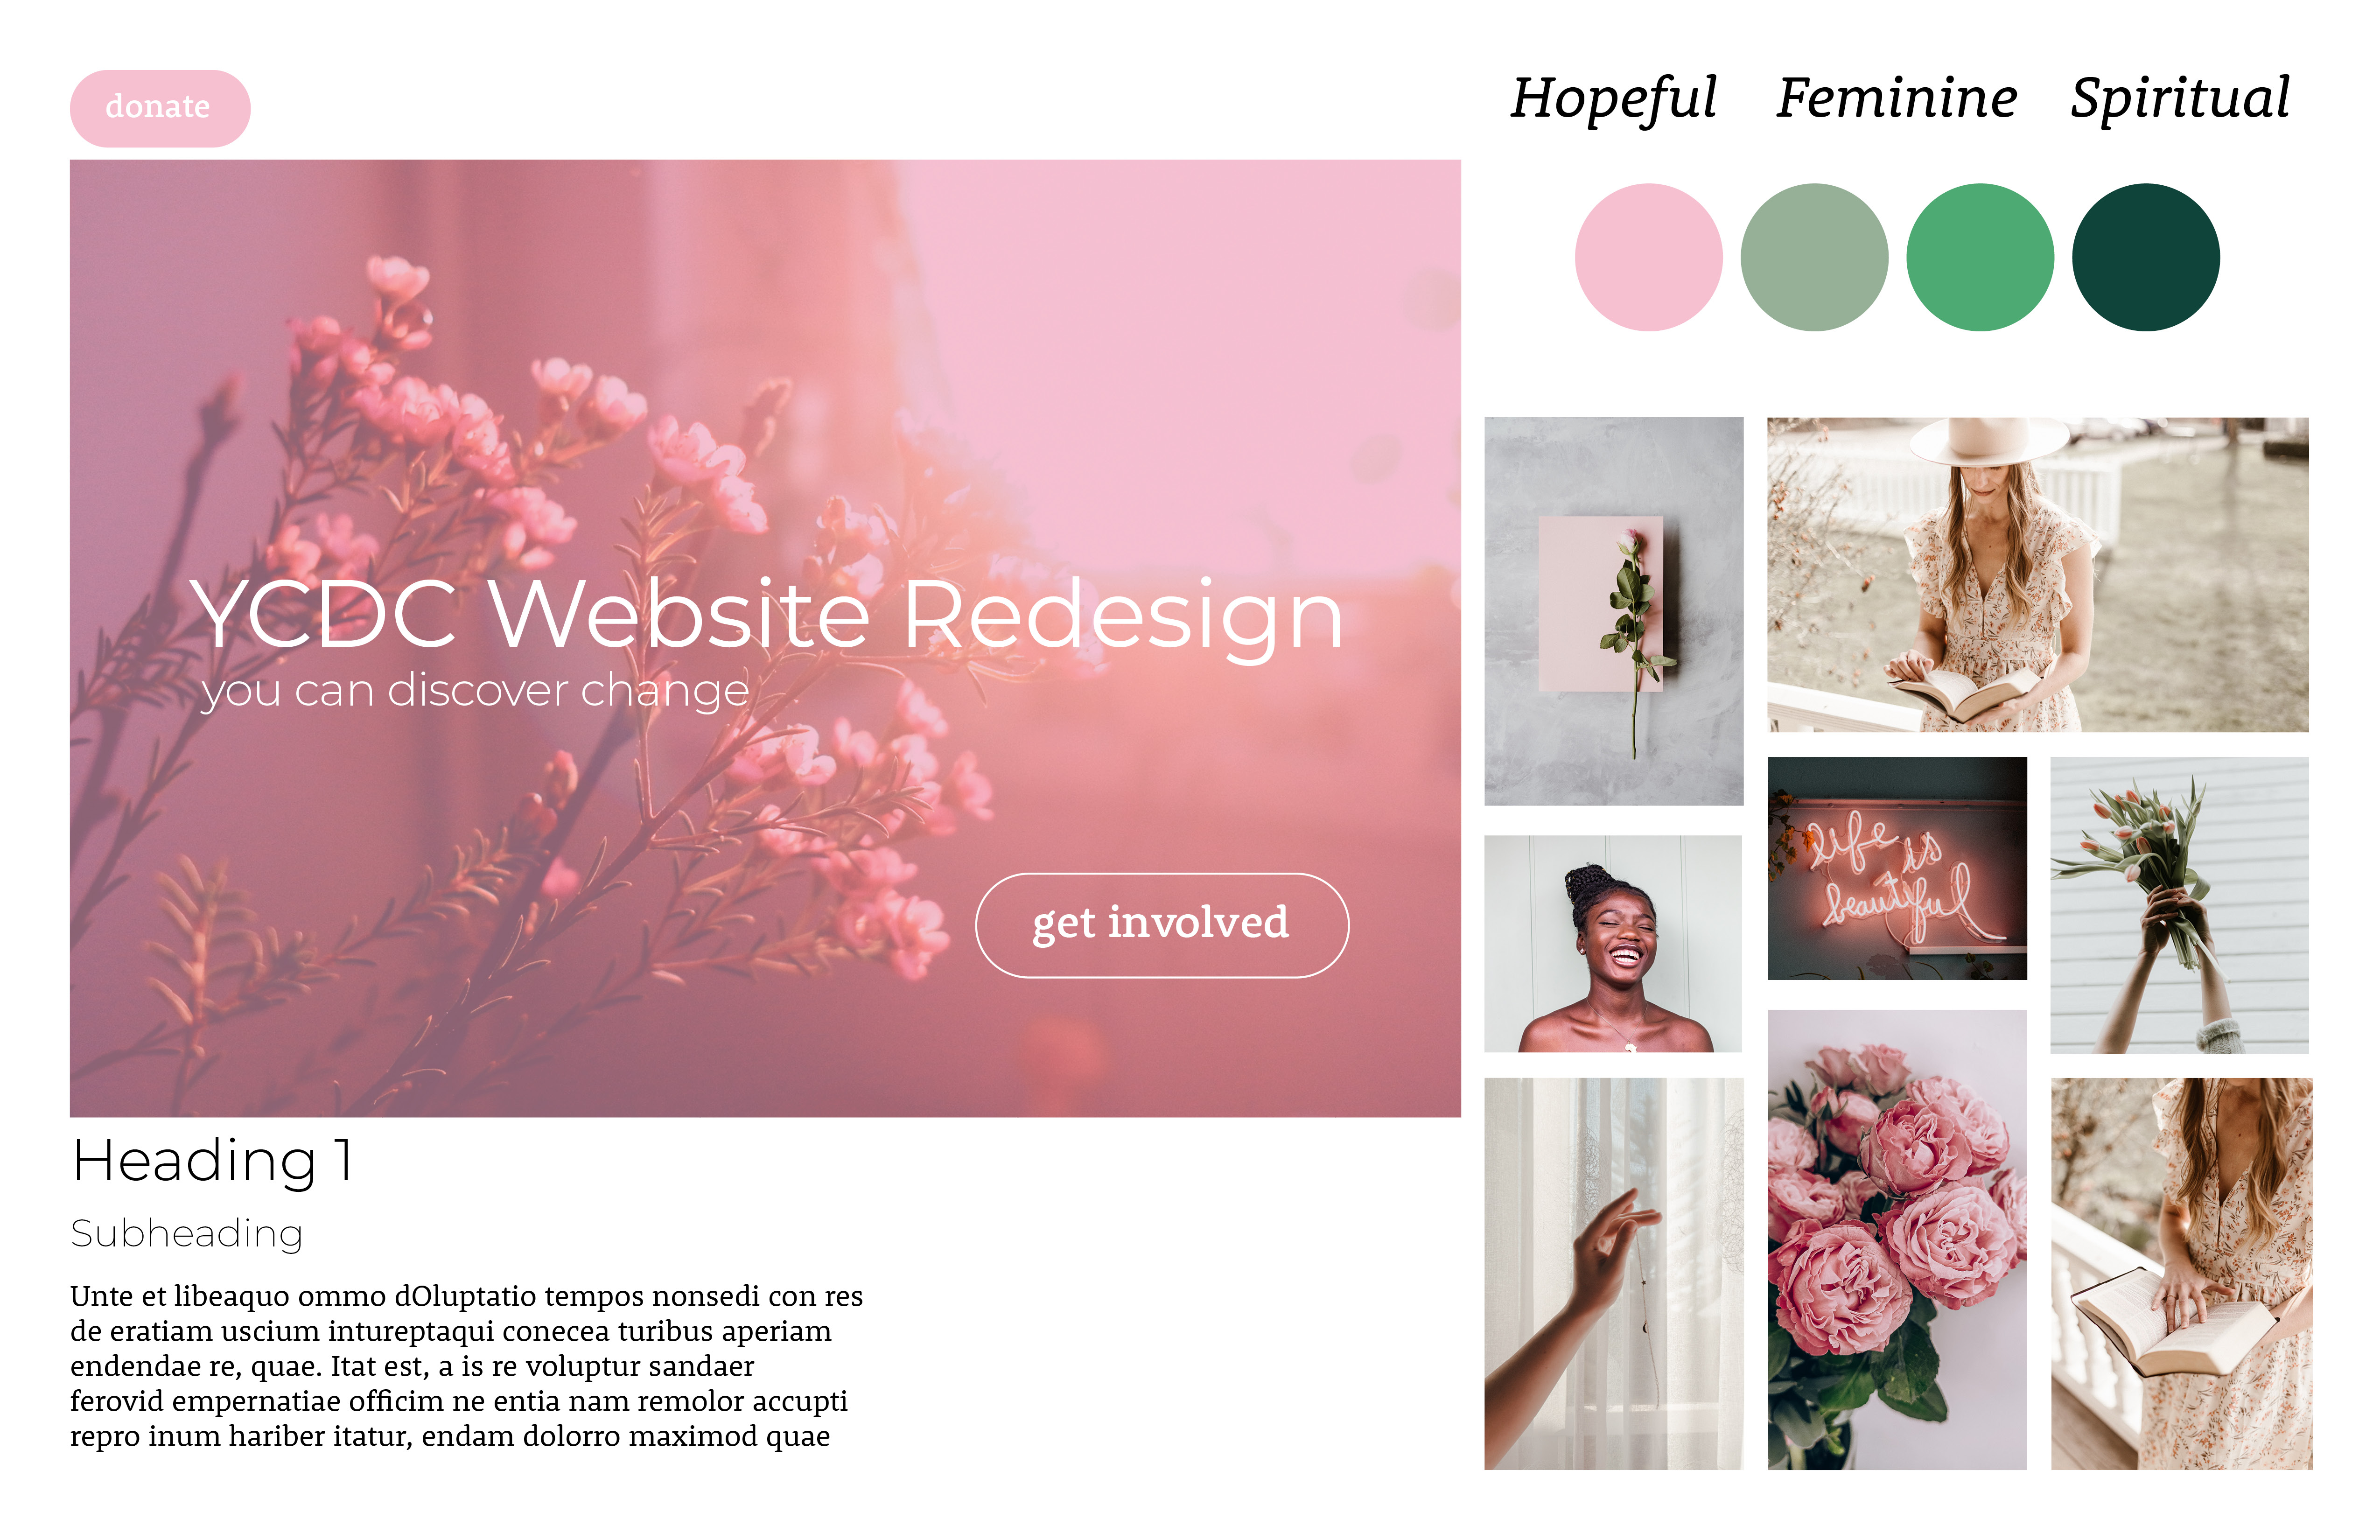 donate
Hopeful Feminine Spiritual
YCDC Website Redesign
you can discover change
get involved
life is
beautiful
Heading 1
Subheading
Unte et libeaquo ommo dOluptatio tempos nonsedi con res
de eratiam uscium intureptaqui conecea turibus aperiam
endendae re, quae. Itat est, a is re voluptur sandaer
ferovid empernatiae officim ne entia nam remolor accupti
repro inum hariber itatur, endam dolorro maximod quae